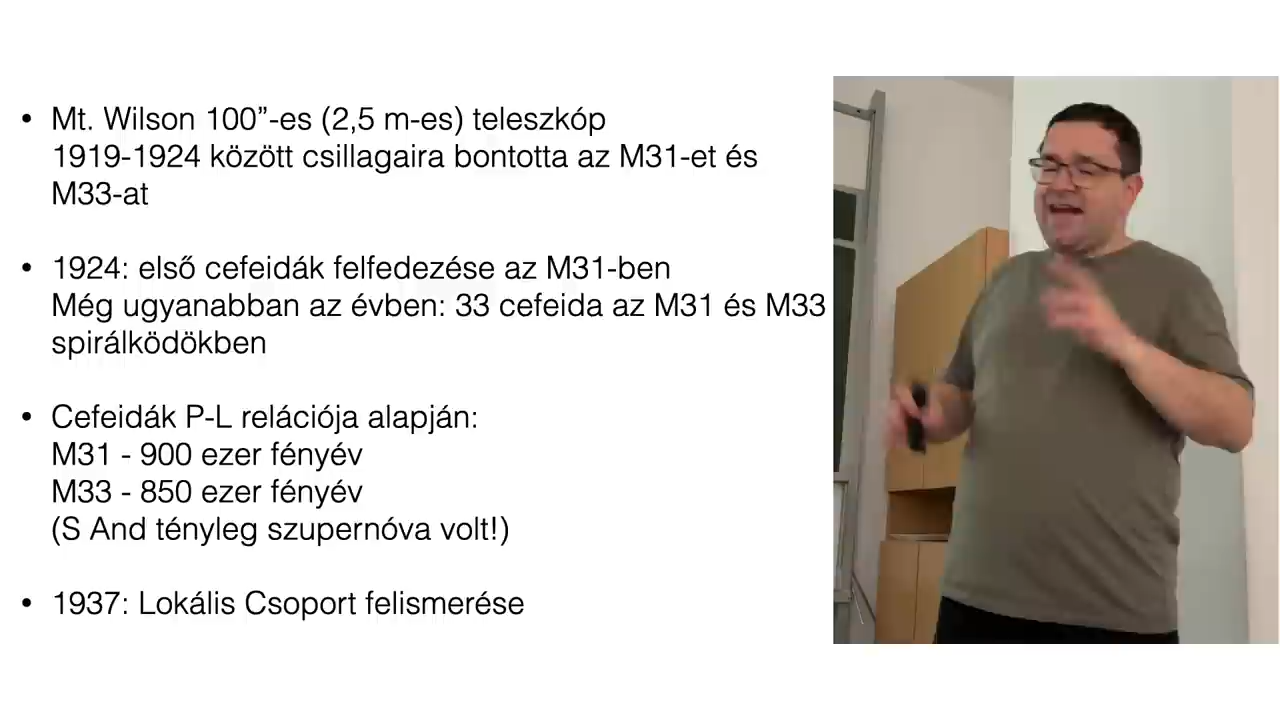 • Mt. Wilson 100”-es (2,5 m-es) teleszkóp
1919-1924 között csillagaira bontotta az M31-et és
M33-at
• 1924: első cefeidák felfedezése az M31-ben
Még ugyanabban az évben: 33 cefeida az M31 és M33
spirálködökben
• Cefeidák P-L relációja alapján:
M31 - 900 ezer fényév
M33 - 850 ezer fényév
(S And tényleg szupernóva volt!)
• 1937: Lokális Csoport felismerése